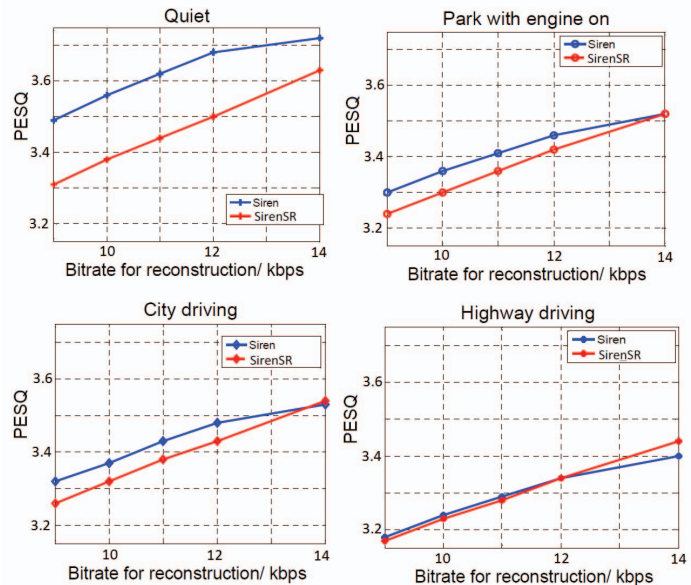 Quiet
PESQ
3.6
3.4
3.2
Siren
SirenSR
10
12
14
Bitrate for reconstruction/ kbps
Park with engine on
PESQ
Siren
SirenSR
3.6
3.4
3.2
10
12
14
Bitrate for reconstruction/ kbps
City driving
PESQ
Siren
SirenSR
3.6
3.4
3.2
10
12
14
Bitrate for reconstruction/ kbps
Highway driving
PESQ
Siren
SirenSR
3.6
3.4
3.2
10
12
14
Bitrate for reconstruction/ kbps